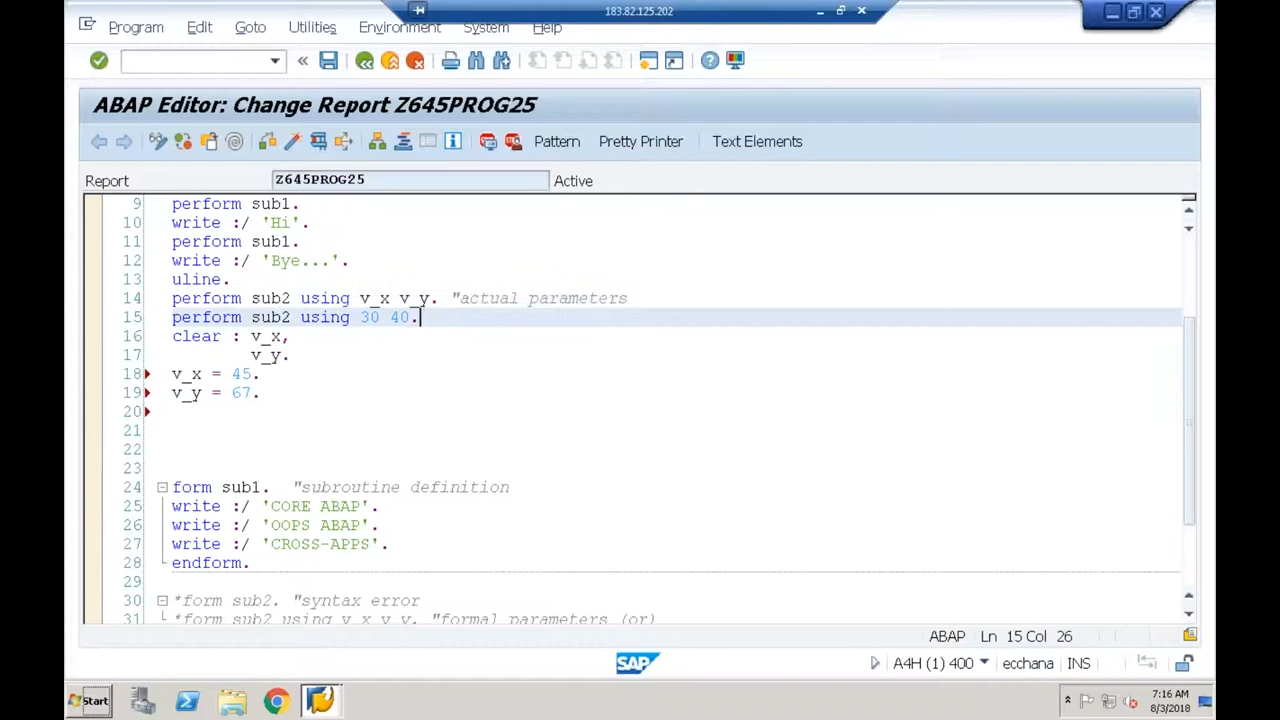 183.82.125.202
Program Edit Goto Utilities Environment System Help
ABAP Editor: Change Report Z645PROG25
Pattern Pretty Printer Text Elements
Report Z645PROG25 Active
9 perform sub1.
10 write :/ 'Hi'.
11 perform sub1.
12 write :/ 'Bye...'.
13 uline.
14 perform sub2 using v_x v_y. "actual parameters
15 perform sub2 using 30 40.
16 clear : v_x,
17 v_y.
18 v_x = 45.
19 v_y = 67.
20
21
22
23
24 form sub1. "subroutine definition
25 write :/ 'CORE ABAP'.
26 write :/ 'OOPS ABAP'.
27 write :/ 'CROSS-APPS'.
28 endform.
29
30 *form sub2. "syntax error
31 *form sub2 using v_x v_y. "formal parameters (or)
ABAP Ln 15 Col 26
SAP A4H (1) 400 ecchana INS
Start 7:16 AM
8/3/2018